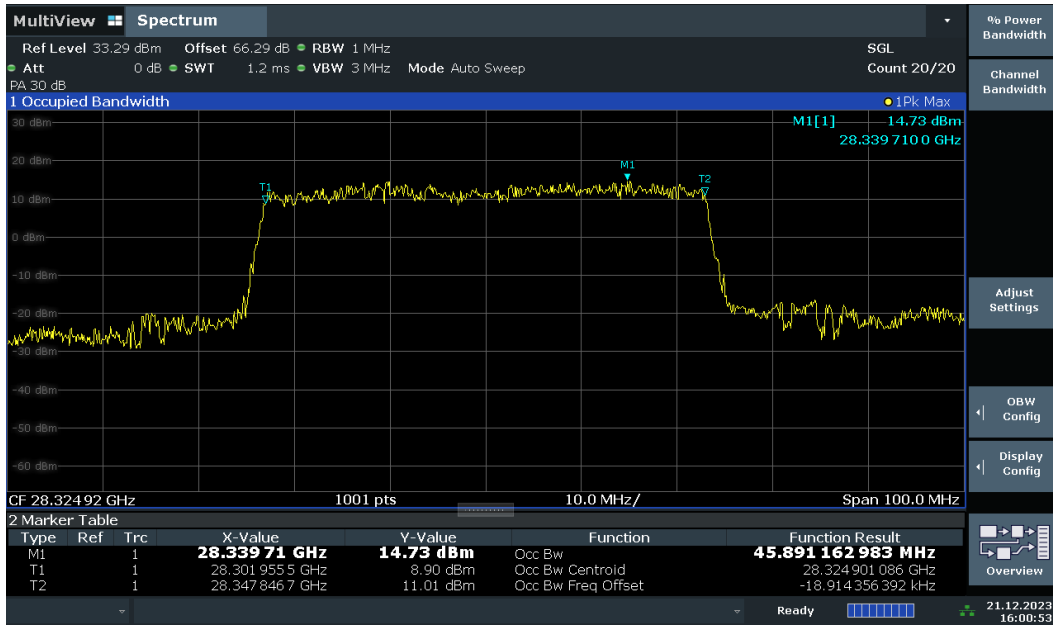 MultiView Spectrum
Ref Level 33.29 dBm Offset 66.29 dB RBW 1 MHz SGL
Att 0 dB SWT 1.2 ms VBW 3 MHz Mode Auto Sweep Count 20/20
PA 30 dB
1 Occupied Bandwidth 1Pk Max
30 dBm
M1[1] 14.73 dBm
28.339 710 0 GHz
20 dBm
M1
T1
T2
10 dBm
0 dBm
-10 dBm
-20 dBm
-30 dBm
-40 dBm
-50 dBm
-60 dBm
CF 28.324 92 GHz 1001 pts 10.0 MHz/ Span 100.0 MHz
2 Marker Table
Type Ref Trc X-Value Y-Value Function Function Result
M1 1 28.339 71 GHz 14.73 dBm Occ Bw 45.891 162 983 MHz
T1 1 28.301 955 5 GHz 8.90 dBm Occ Bw Centroid 28.324 901 086 GHz
T2 1 28.347 846 7 GHz 11.01 dBm Occ Bw Freq Offset -18.914 356 392 kHz
Ready
21.12.2023
16:00:53
% Power
Bandwidth
Channel
Bandwidth
Adjust
Settings
OBW
Config
Display
Config
Overview